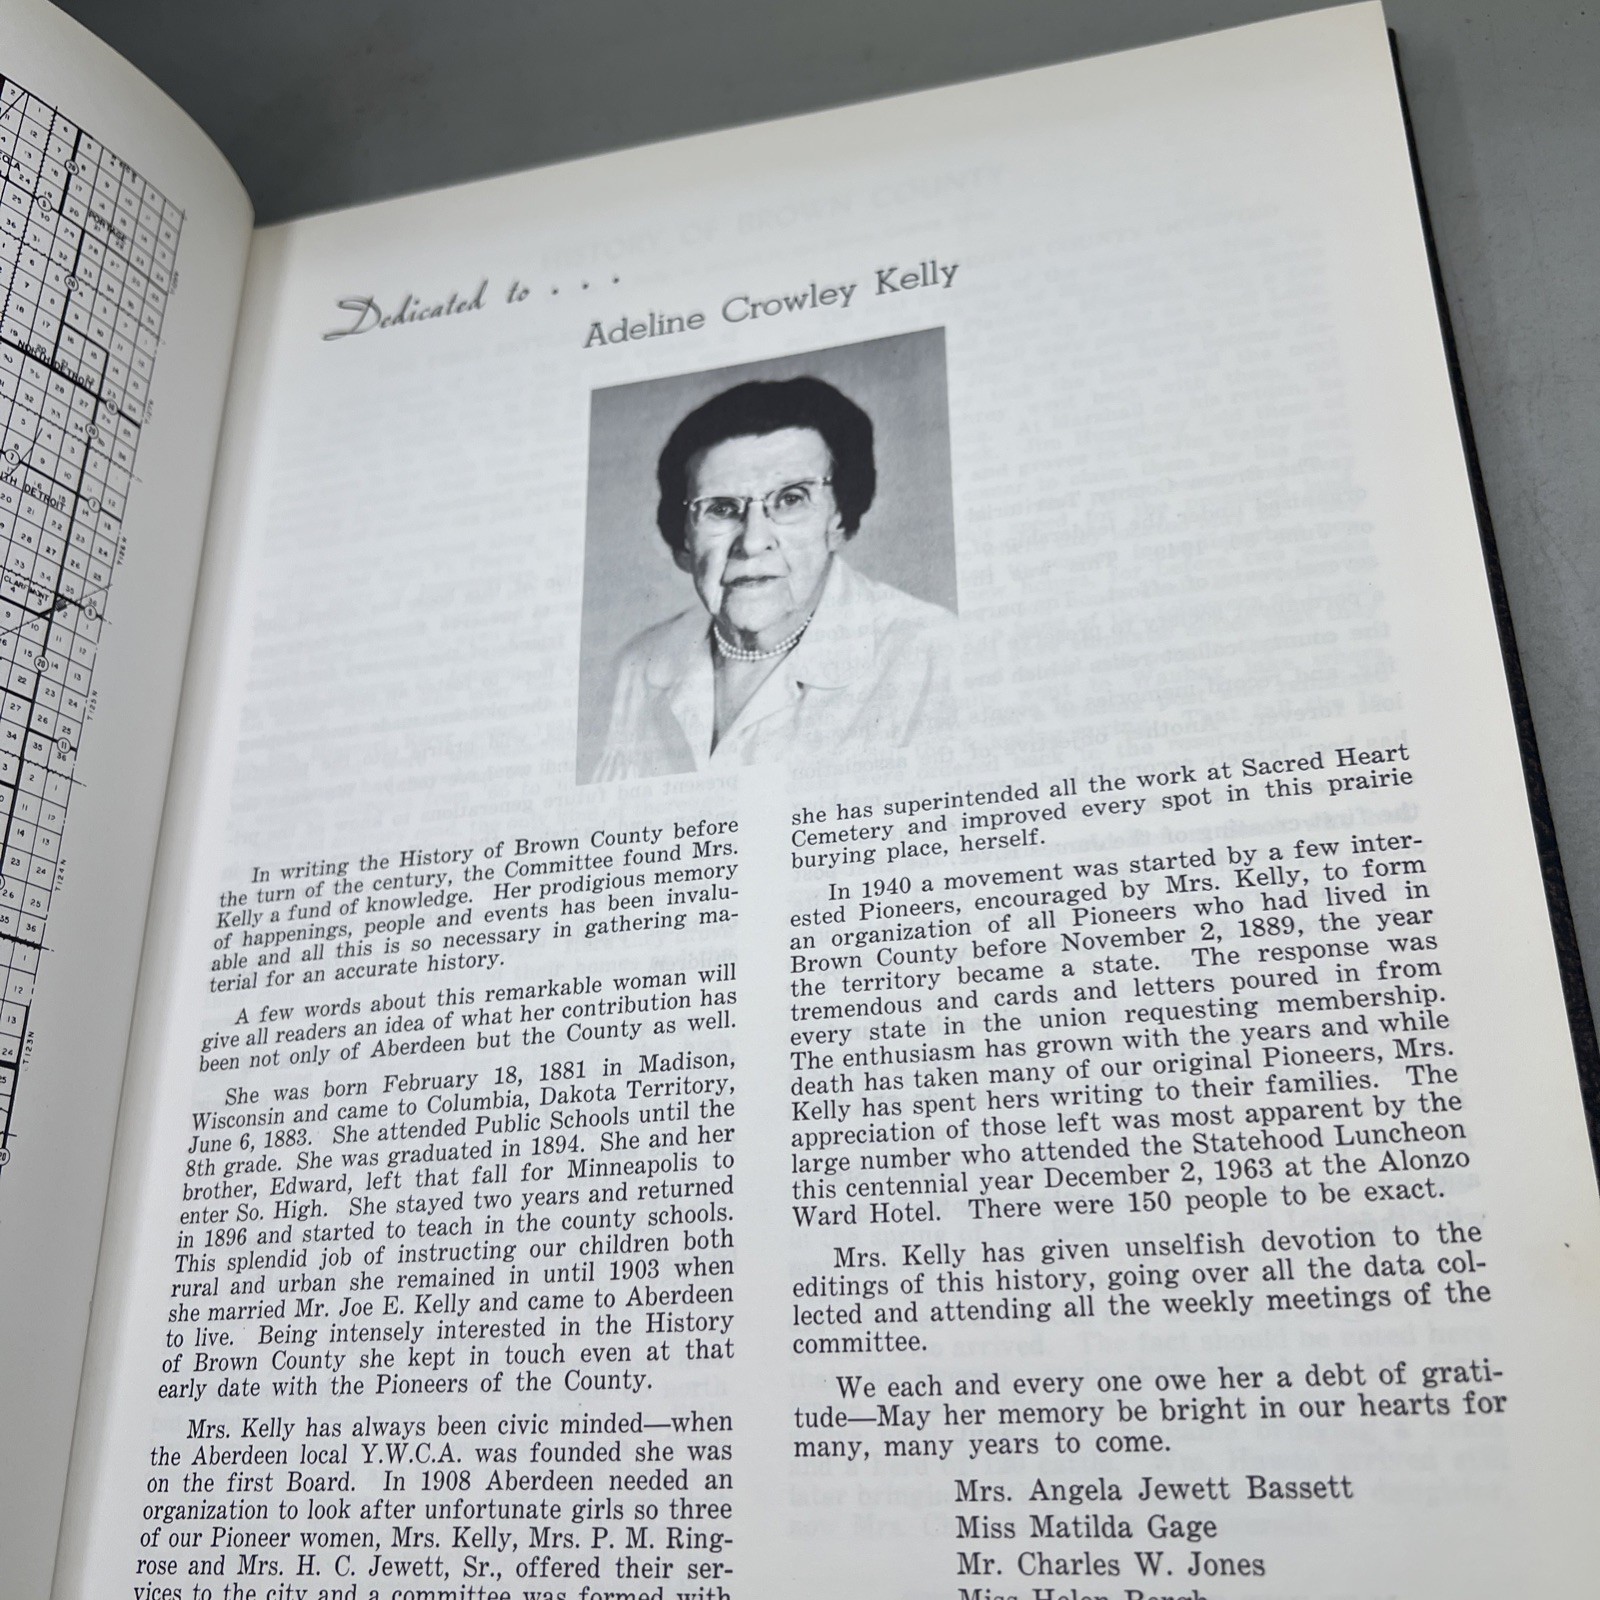 Dedicated to . . .
Adeline Crowley Kelly
In writing the History of Brown County before
the turn of the century, the Committee found Mrs.
Kelly a fund of knowledge. Her prodigious memory
of happenings, people and events has been invalu-
able and all this is so necessary in gathering ma-
terial for an accurate history.
A few words about this remarkable woman will
give all readers an idea of what her contribution has
been not only of Aberdeen but the County as well.
She was born February 18, 1881 in Madison,
Wisconsin and came to Columbia, Dakota Territory,
June 6, 1883. She attended Public Schools until the
8th grade. She was graduated in 1894. She and her
brother, Edward, left that fall for Minneapolis to
enter So. High. She stayed two years and returned
in 1896 and started to teach in the county schools.
This splendid job of instructing our children both
rural and urban she remained in until 1903 when
she married Mr. Joe E. Kelly and came to Aberdeen
to live. Being intensely interested in the History
of Brown County she kept in touch even at that
early date with the Pioneers of the County.
Mrs. Kelly has always been civic minded—when
the Aberdeen local Y.W.C.A. was founded she was
on the first Board. In 1908 Aberdeen needed an
organization to look after unfortunate girls so three
of our Pioneer women, Mrs. Kelly, Mrs. P. M. Ring-
rose and Mrs. H. C. Jewett, Sr., offered their ser-
vices to the city and a committee was formed with
she has superintended all the work at Sacred Heart
Cemetery and improved every spot in this prairie
burying place, herself.
In 1940 a movement was started by a few inter-
ested Pioneers, encouraged by Mrs. Kelly, to form
an organization of all Pioneers who had lived in
Brown County before November 2, 1889, the year
the territory became a state. The response was
tremendous and cards and letters poured in from
every state in the union requesting membership.
The enthusiasm has grown with the years and while
death has taken many of our original Pioneers, Mrs.
Kelly has spent hers writing to their families. The
appreciation of those left was most apparent by the
large number who attended the Statehood Luncheon
this centennial year December 2, 1963 at the Alonzo
Ward Hotel. There were 150 people to be exact.
Mrs. Kelly has given unselfish devotion to the
editings of this history, going over all the data col-
lected and attending all the weekly meetings of the
committee.
We each and every one owe her a debt of grati-
tude—May her memory be bright in our hearts for
many, many years to come.
Mrs. Angela Jewett Bassett
Miss Matilda Gage
Mr. Charles W. Jones
Miss Helen
PORTAGE
NORTH DETROIT
DETROIT
CLAREMONT
T125N
T124N
T123N